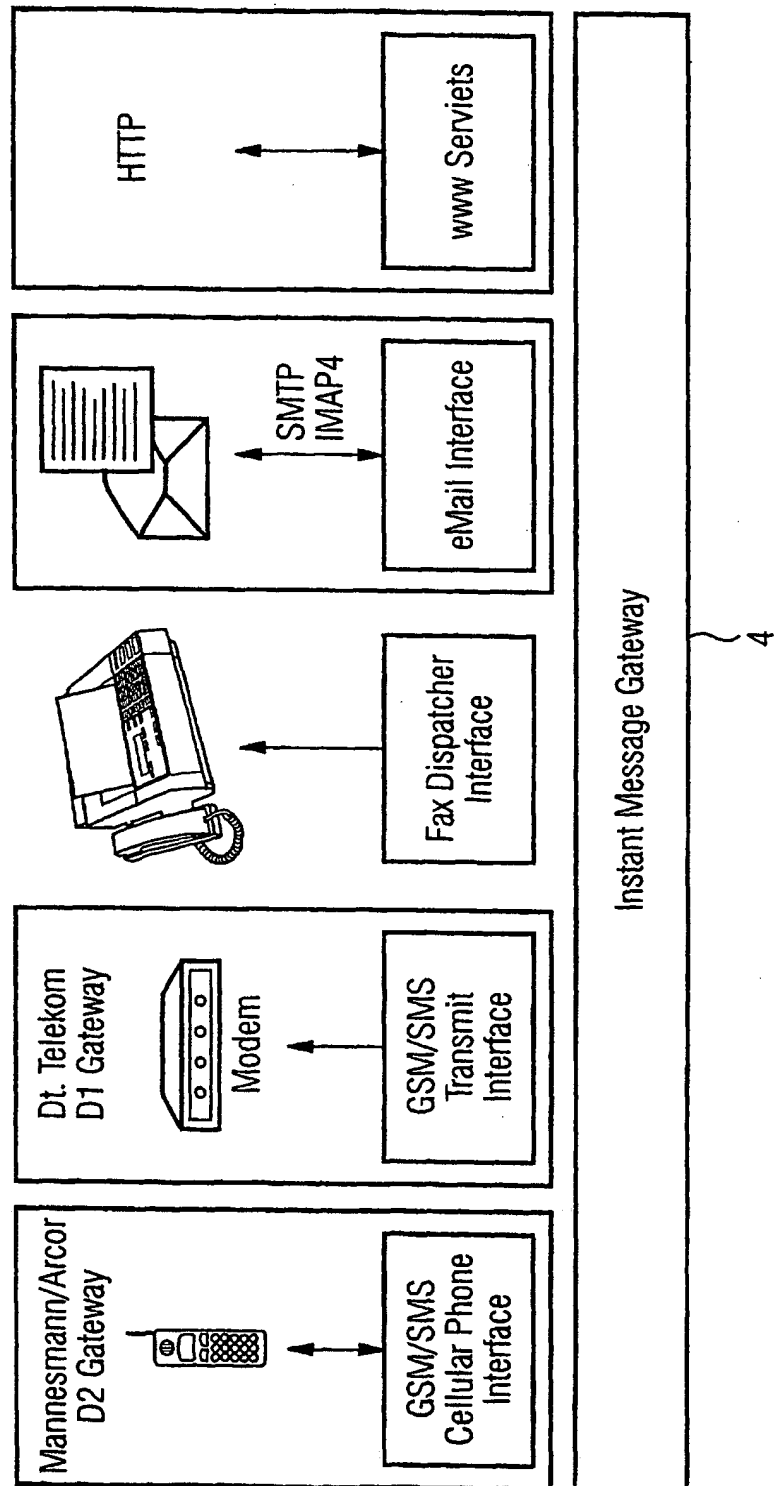 Mannesmann/Arcor
D2 Gateway
GSM/SMS
Cellular Phone
Interface
Dt. Telekom
D1 Gateway
Modem
GSM/SMS
Transmit
Interface
Fax Dispatcher
Interface
SMTP
IMAP4
eMail Interface
HTTP
www Serviets
Instant Message Gateway
4